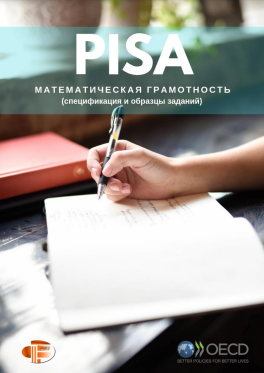 PISA
МАТЕМАТИЧЕСКАЯ ГРАМОТНОСТЬ
(спецификация и образцы заданий)
OECD
BETTER POLICIES FOR BETTER LIVES